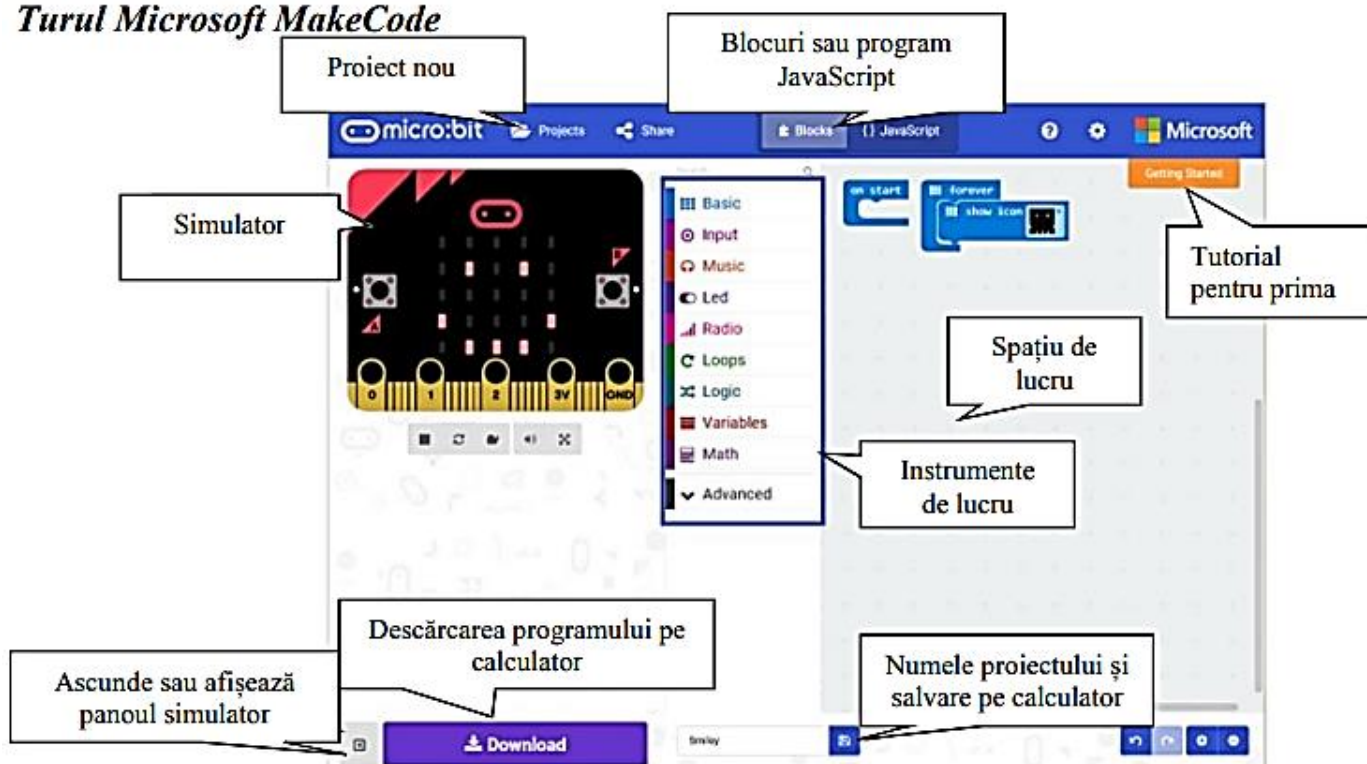 Turul Microsoft MakeCode
Proiect nou
Blocuri sau program
JavaScript
micro:bit
Projects
Share
Blocks
{} JavaScript
Microsoft
Getting Started
Simulator
Basic
Input
Music
Led
Radio
Loops
Logic
Variables
Math
Advanced
on start
forever
show icon
Tutorial
pentru prima
Spațiu de
lucru
Instrumente
de lucru
A
B
0 1 2 3V GND
Descărcarea programului pe
calculator
Ascunde sau afișează
panoul simulator
Numele proiectului și
salvare pe calculator
Download
Smiley